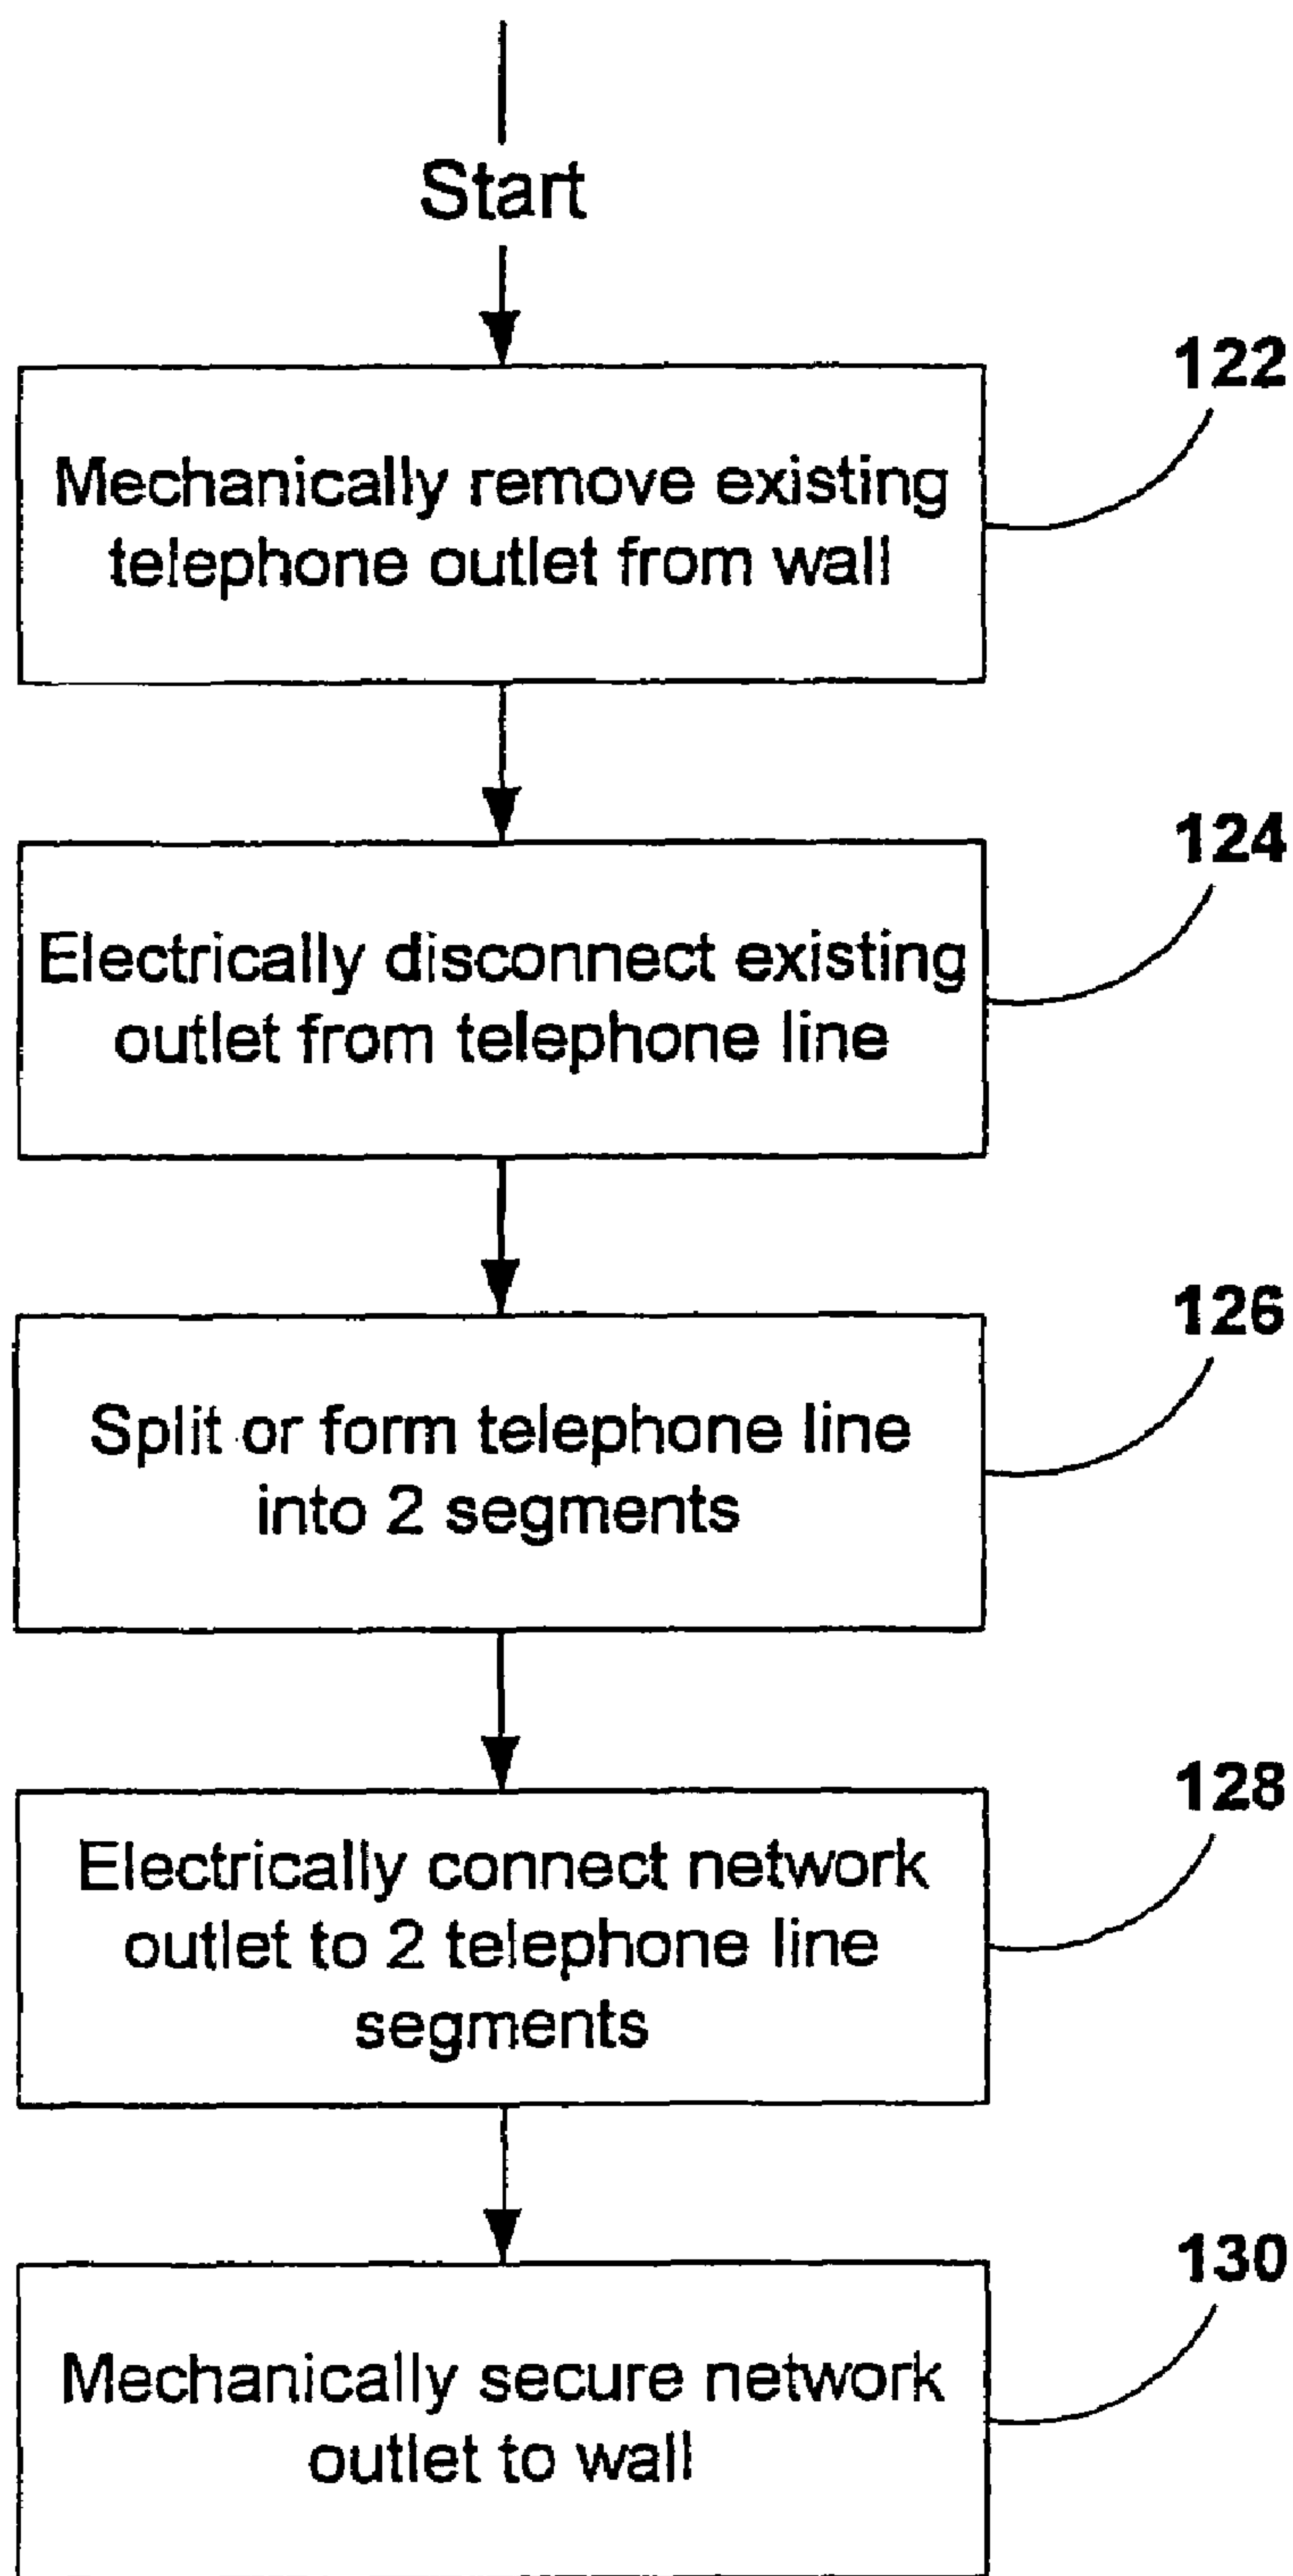 Start
122
Mechanically remove existing
telephone outlet from wall
124
Electrically disconnect existing
outlet from telephone line
126
Split or form telephone line
into 2 segments
128
Electrically connect network
outlet to 2 telephone line
segments
130
Mechanically secure network
outlet to wall